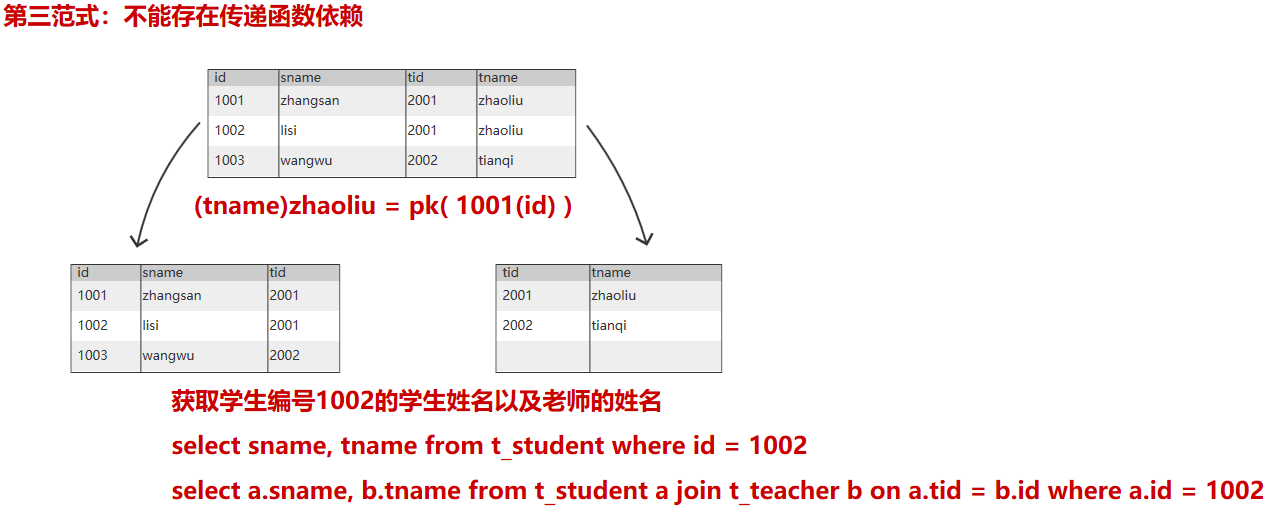 第三范式：不能存在传递函数依赖
id sname tid tname
1001 zhangsan 2001 zhaoliu
1002 lisi 2001 zhaoliu
1003 wangwu 2002 tianqi
(tname)zhaoliu = pk( 1001(id) )
id sname tid
1001 zhangsan 2001
1002 lisi 2001
1003 wangwu 2002
tid tname
2001 zhaoliu
2002 tianqi
获取学生编号1002的学生姓名以及老师的姓名
select sname, tname from t_student where id = 1002
select a.sname, b.tname from t_student a join t_teacher b on a.tid = b.id where a.id = 1002